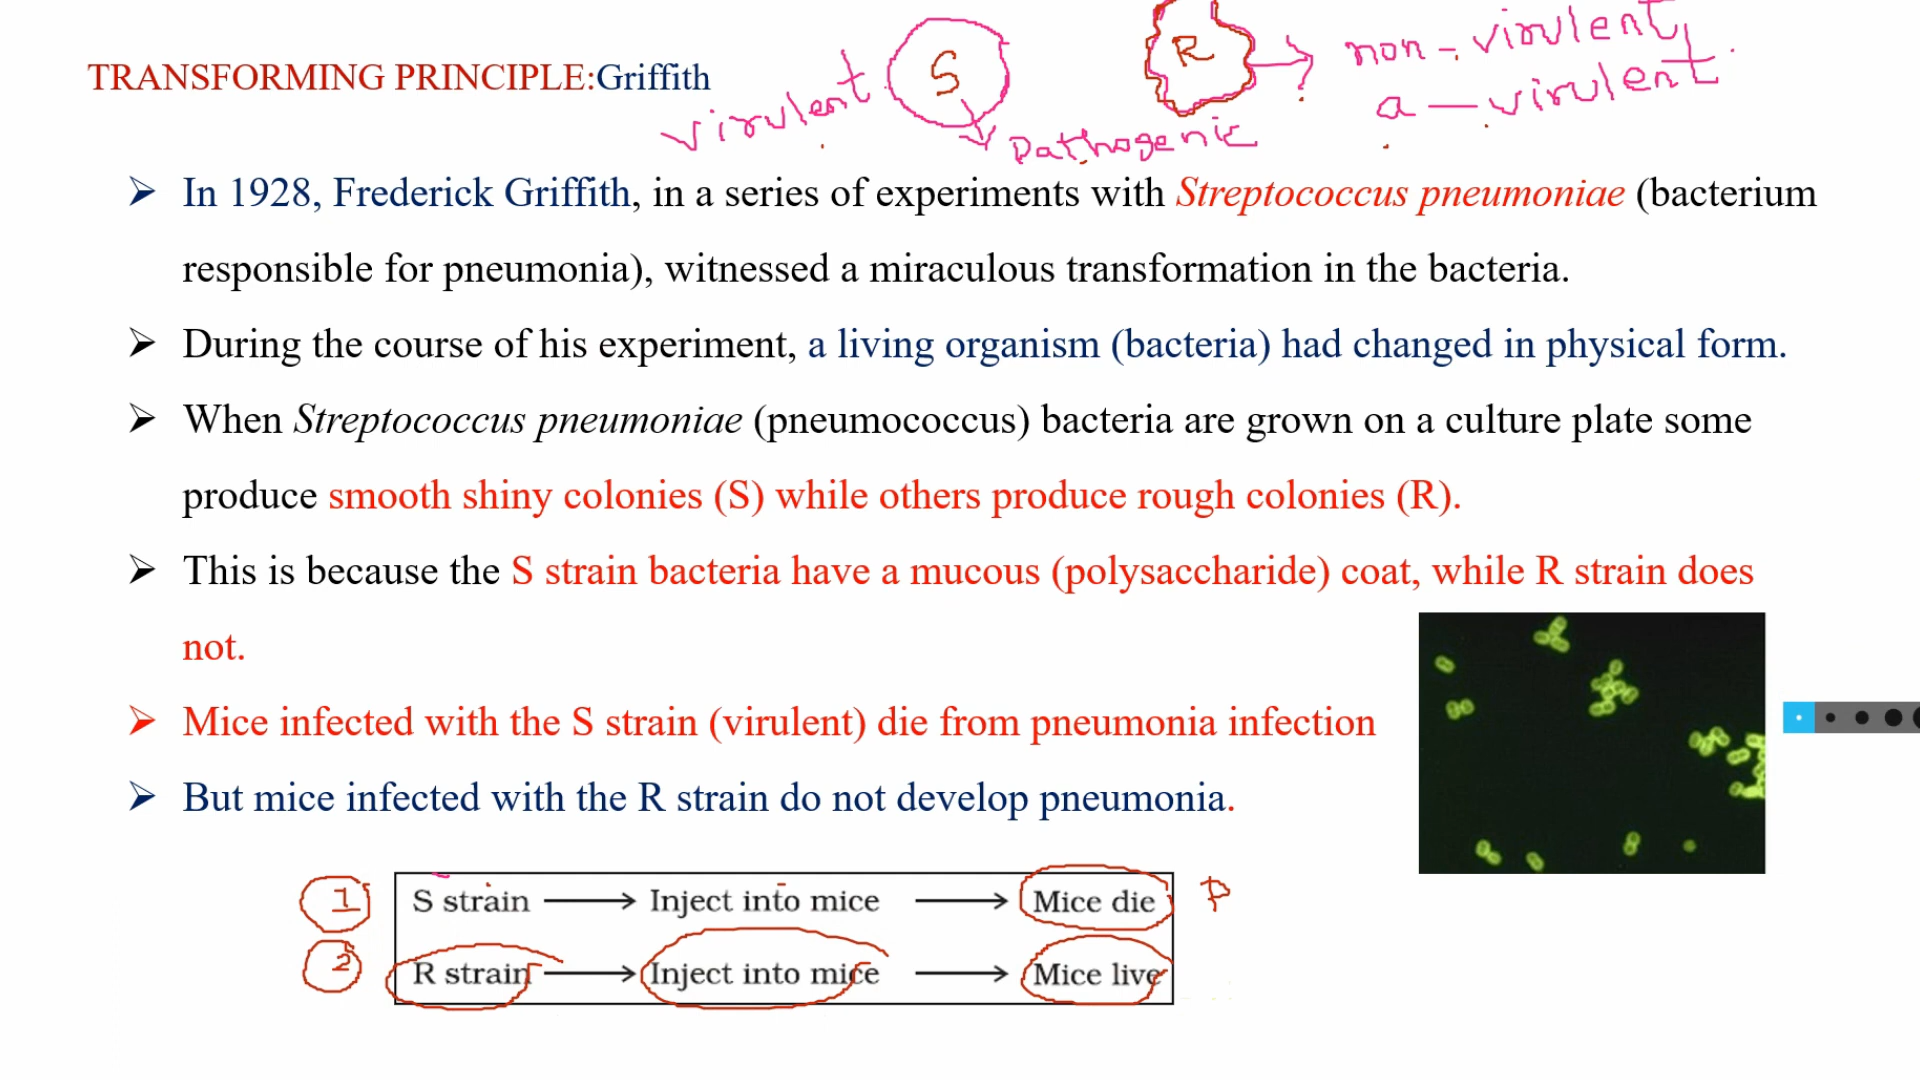 TRANSFORMING PRINCIPLE:Griffith
virulent
S
Pathogenic
R
non-virulent
a-virulent
➢ In 1928, Frederick Griffith, in a series of experiments with Streptococcus pneumoniae (bacterium
responsible for pneumonia), witnessed a miraculous transformation in the bacteria.
➢ During the course of his experiment, a living organism (bacteria) had changed in physical form.
➢ When Streptococcus pneumoniae (pneumococcus) bacteria are grown on a culture plate some
produce smooth shiny colonies (S) while others produce rough colonies (R).
➢ This is because the S strain bacteria have a mucous (polysaccharide) coat, while R strain does
not.
➢ Mice infected with the S strain (virulent) die from pneumonia infection
➢ But mice infected with the R strain do not develop pneumonia.
1 S strain → Inject into mice → Mice die P
2 R strain → Inject into mice → Mice live